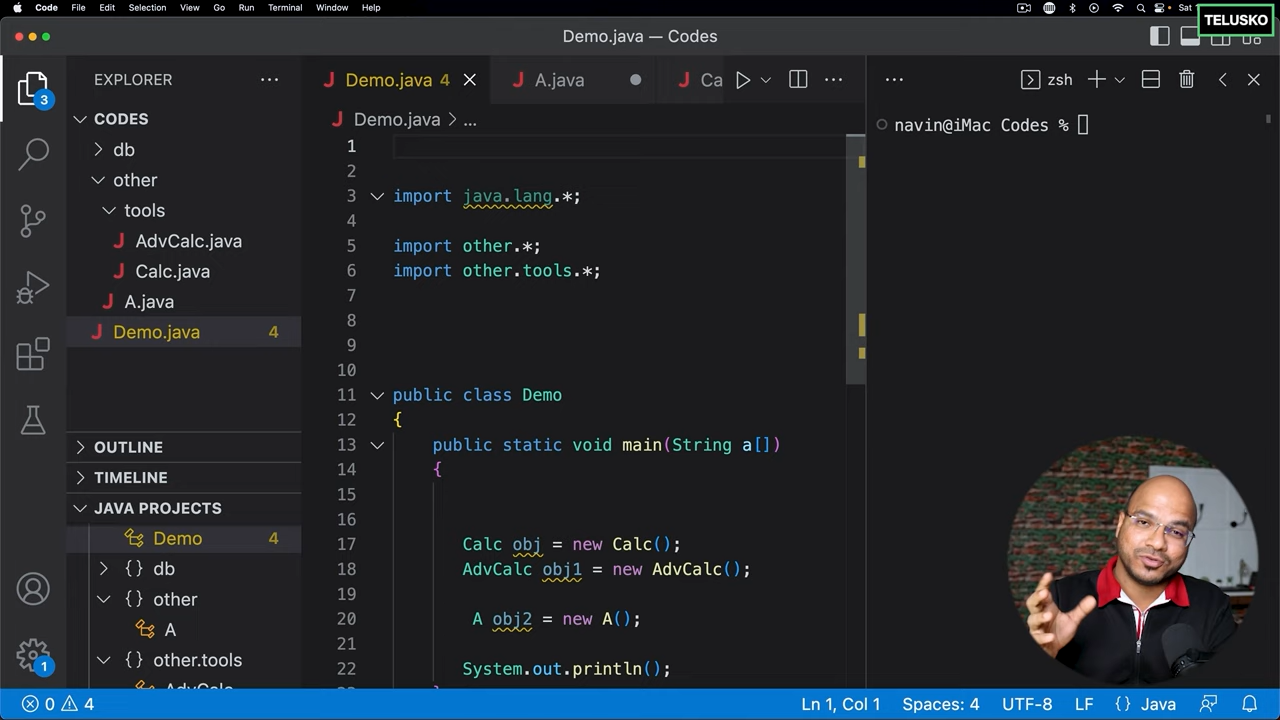 Code File Edit Selection View Go Run Terminal Window Help Sat
TELUSKO
Demo.java — Codes
EXPLORER
Demo.java 4
A.java
Ca
zsh
CODES
Demo.java > ...
navin@iMac Codes %
3
db
other
tools
AdvCalc.java
Calc.java
A.java
Demo.java 4
1
2
3 import java.lang.*;
4
5 import other.*;
6 import other.tools.*;
7
8
9
10
11 public class Demo
12 {
13 public static void main(String a[])
14 {
15
16
17 Calc obj = new Calc();
18 AdvCalc obj1 = new AdvCalc();
19
20 A obj2 = new A();
21
22 System.out.println();
OUTLINE
TIMELINE
JAVA PROJECTS
Demo 4
{} db
{} other
A
{} other.tools
AdvCalc
1
0 4
Ln 1, Col 1 Spaces: 4 UTF-8 LF {} Java